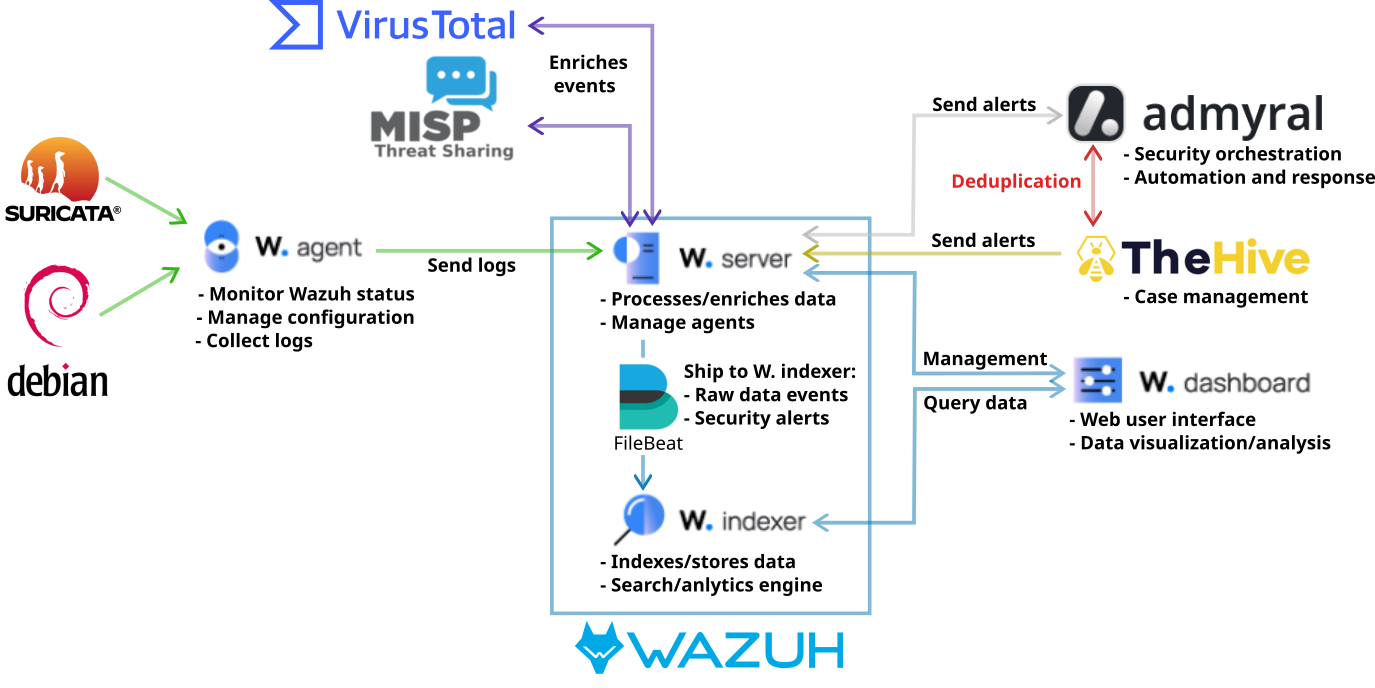 VirusTotal
Enriches
events
MISP
Threat Sharing
Send alerts
admyral
- Security orchestration
- Automation and response
Deduplication
SURICATA®
W. agent
Send logs
- Monitor Wazuh status
- Manage configuration
- Collect logs
debian
W. server
- Processes/enriches data
- Manage agents
Send alerts
TheHive
- Case management
Ship to W. indexer:
- Raw data events
- Security alerts
FileBeat
Management
Query data
W. dashboard
- Web user interface
- Data visualization/analysis
W. indexer
- Indexes/stores data
- Search/anlytics engine
WAZUH